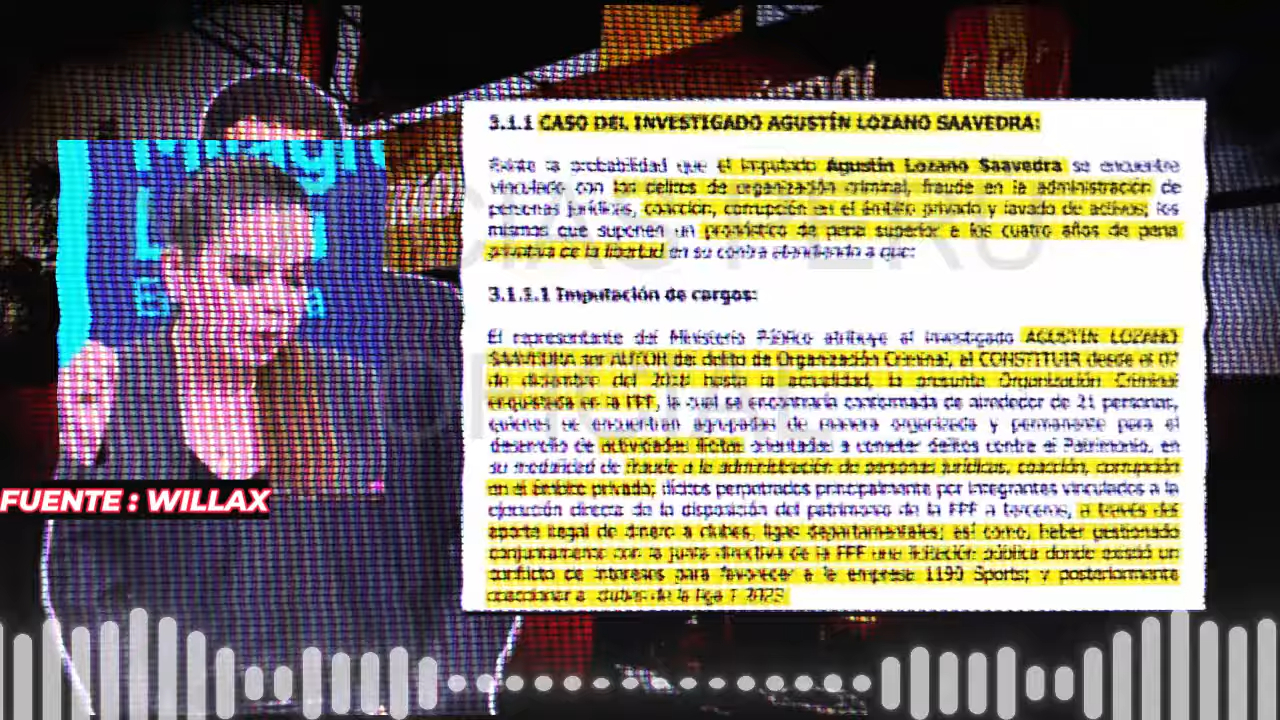 3.1.1 CASO DEL INVESTIGADO AGUSTÍN LOZANO SAAVEDRA:
Existe la probabilidad que el imputado Agustín Lozano Saavedra se encuentre
vinculado con los delitos de organización criminal, fraude en la administración de
personas jurídicas, coacción, corrupción en el ámbito privado y lavado de activos; los
mismos que suponen un pronóstico de pena superior a los cuatro años de pena
privativa de la libertad en su contra atendiendo a que:
3.1.1.1 Imputación de cargos:
El representante del Ministerio Público atribuye al investigado AGUSTÍN LOZANO
SAAVEDRA ser AUTOR del delito de Organización Criminal, al CONSTITUIR desde el 07
de diciembre del 2018 hasta la actualidad, la presunta Organización Criminal
enquistada en la FPF, la cual se encontraría conformada de alrededor de 21 personas,
quienes se encuentran agrupadas de manera organizada y permanente para el
desarrollo de actividades ilícitas orientadas a cometer delitos contra el Patrimonio, en
su modalidad de fraude a la administración de personas jurídicas, coacción, corrupción
en el ámbito privado; ilícitos perpetrados principalmente por integrantes vinculados a la
ejecución directa de la disposición del patrimonio de la FPF a terceros, a través del
aporte ilegal de dinero a clubes, ligas departamentales; así como, haber gestionado
conjuntamente con la junta directiva de la FPF una licitación pública donde existió un
conflicto de intereses para favorecer a la empresa 1190 Sports; y posteriormente
coaccionar a clubes de la liga 1 2023
FUENTE : WILLAX